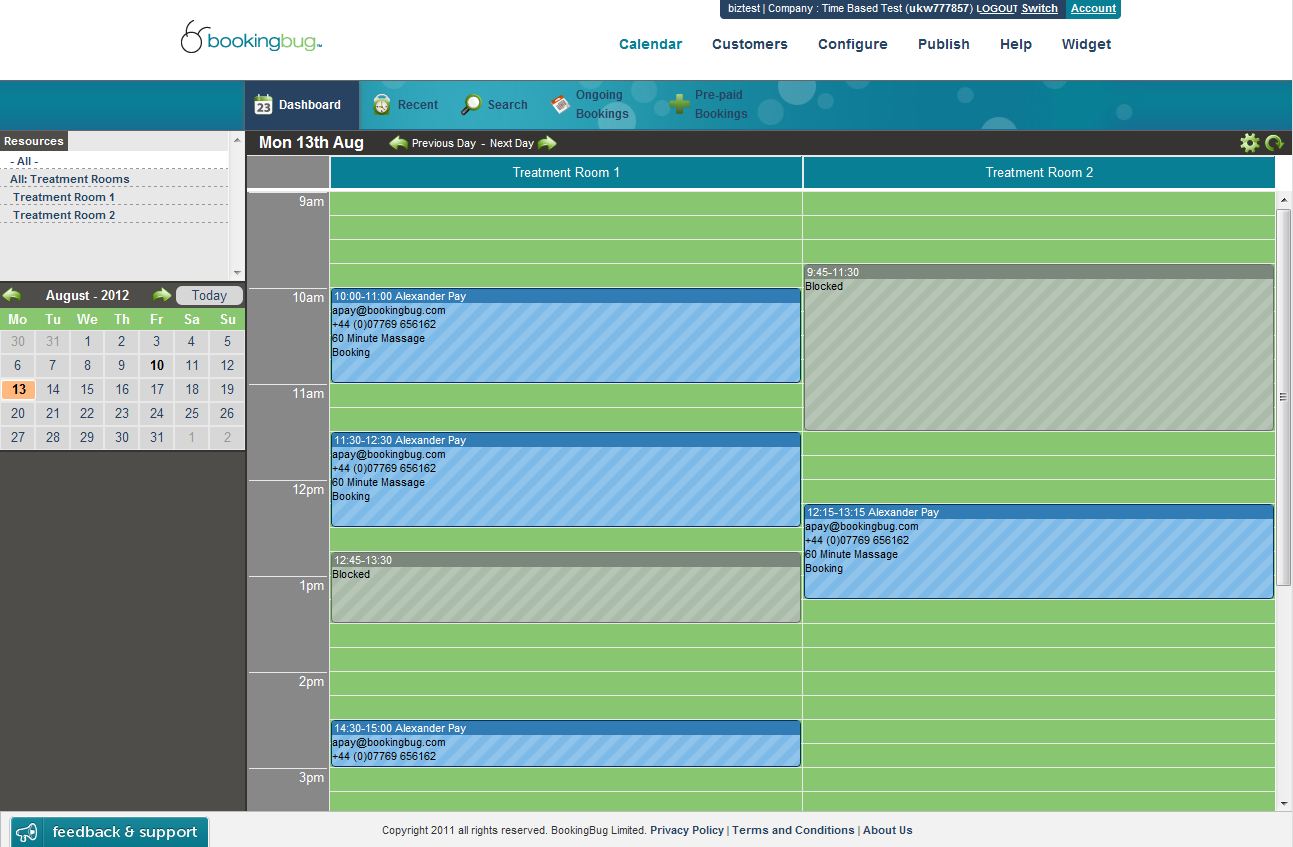 biztest | Company : Time Based Test (ukw777857) LOGOUT Switch Account
bookingbug™
Calendar Customers Configure Publish Help Widget
23 Dashboard Recent Search Ongoing Bookings Pre-paid Bookings
Resources
- All -
All: Treatment Rooms
Treatment Room 1
Treatment Room 2
August - 2012 Today
Mo Tu We Th Fr Sa Su
30 31 1 2 3 4 5
6 7 8 9 10 11 12
13 14 15 16 17 18 19
20 21 22 23 24 25 26
27 28 29 30 31 1 2
Mon 13th Aug Previous Day - Next Day
Treatment Room 1 Treatment Room 2
9am
9:45-11:30
Blocked
10am
10:00-11:00 Alexander Pay
apay@bookingbug.com
+44 (0)07769 656162
60 Minute Massage
Booking
11am
11:30-12:30 Alexander Pay
apay@bookingbug.com
+44 (0)07769 656162
60 Minute Massage
Booking
12pm
12:15-13:15 Alexander Pay
apay@bookingbug.com
+44 (0)07769 656162
60 Minute Massage
Booking
12:45-13:30
Blocked
1pm
2pm
14:30-15:00 Alexander Pay
apay@bookingbug.com
+44 (0)07769 656162
3pm
feedback & support
Copyright 2011 all rights reserved. BookingBug Limited. Privacy Policy | Terms and Conditions | About Us